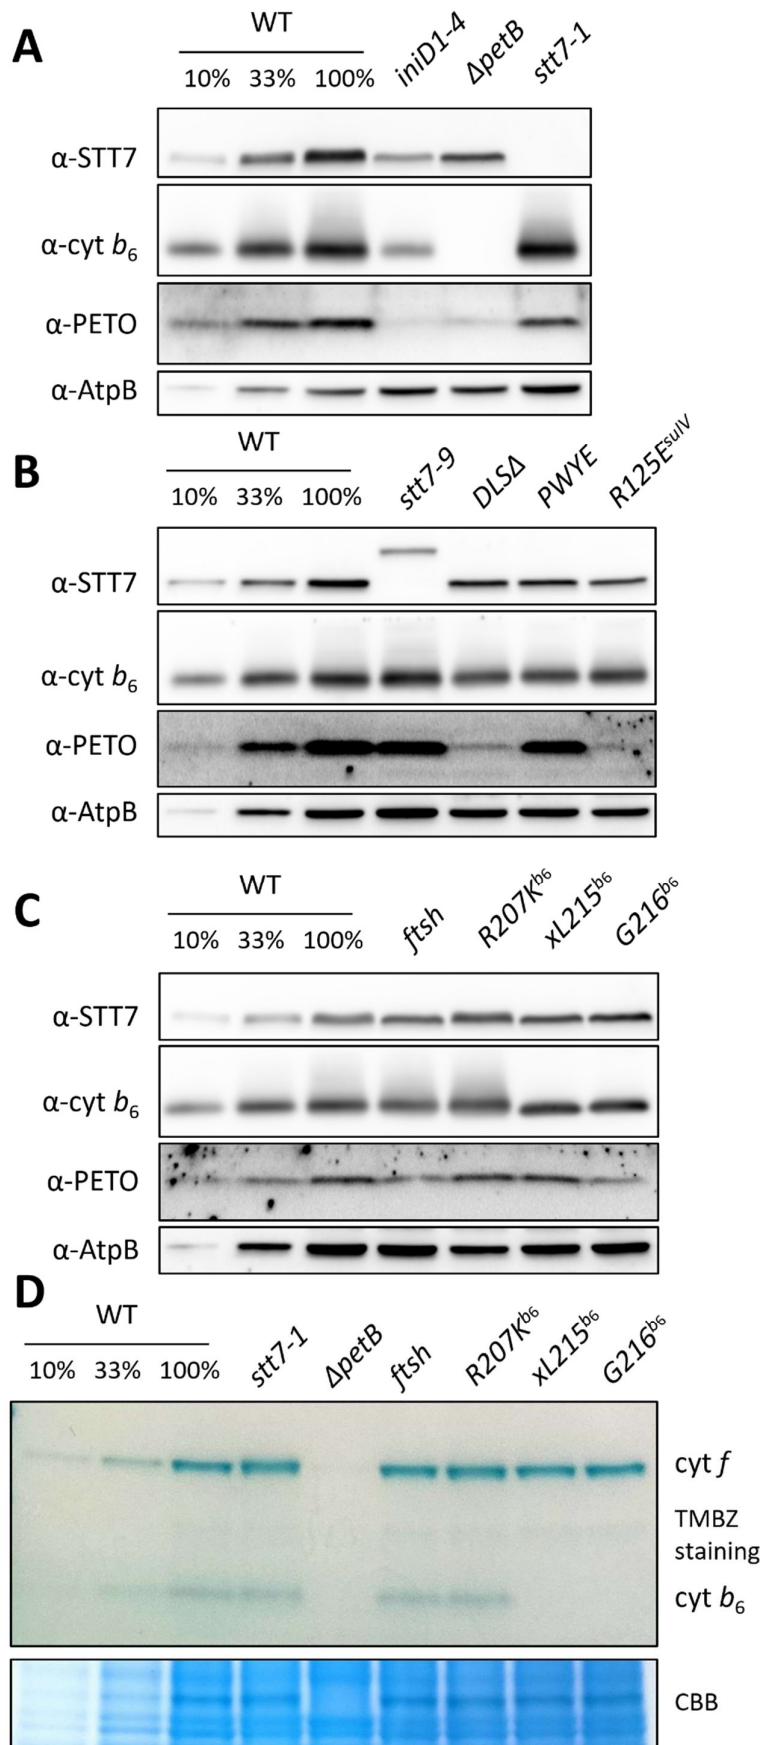 A
WT
10% 33% 100% iniD1-4 ΔpetB stt7-1
α-STT7
α-cyt b6
α-PETO
α-AtpB
B
WT
10% 33% 100% stt7-9 DLSΔ PWYE R125EsuIV
α-STT7
α-cyt b6
α-PETO
α-AtpB
C
WT
10% 33% 100% ftsh R207Kb6 xL215b6 G216b6
α-STT7
α-cyt b6
α-PETO
α-AtpB
D
WT
10% 33% 100% stt7-1 ΔpetB ftsh R207Kb6 xL215b6 G216b6
cyt f
TMBZ
staining
cyt b6
CBB